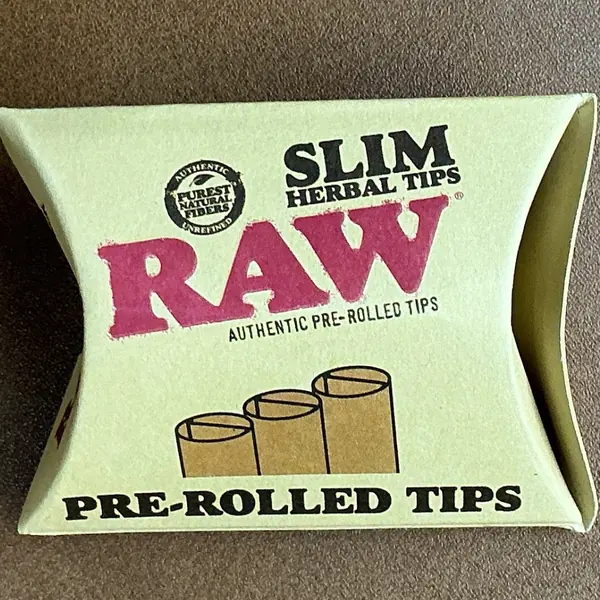 SLIM
HERBAL TIPS
AUTHENTIC
PUREST
NATURAL
FIBERS
UNREFINED
RAW®
AUTHENTIC PRE-ROLLED TIPS
PRE-ROLLED TIPS